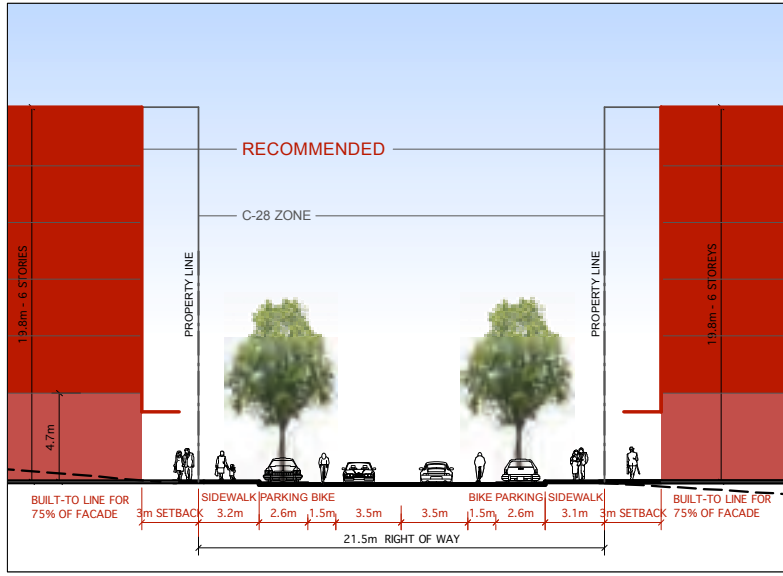 RECOMMENDED
C-28 ZONE
PROPERTY LINE
PROPERTY LINE
19.8m - 6 STORIES
19.8m - 6 STOREYS
4.7m
BUILT-TO LINE FOR
75% OF FACADE
3m SETBACK
SIDEWALK
3.2m
PARKING
2.6m
BIKE
1.5m
3.5m
3.5m
BIKE
1.5m
PARKING
2.6m
SIDEWALK
3.1m
3m SETBACK
BUILT-TO LINE FOR
75% OF FACADE
21.5m RIGHT OF WAY